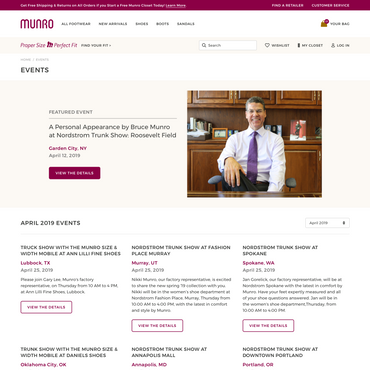 Get Free Shipping & Returns on All Orders if you Start a Free Munro Closet Today! Learn More
FIND A RETAILER
CUSTOMER SERVICE
MUNRO
ALL FOOTWEAR
NEW ARRIVALS
SHOES
BOOTS
SANDALS
YOUR BAG
Proper Size Perfect Fit
FIND YOUR FIT >
Search
WISHLIST
MY CLOSET
LOG IN
HOME > EVENTS
EVENTS
FEATURED EVENT
A Personal Appearance by Bruce Munro
at Nordstrom Trunk Show: Roosevelt Field
Garden City, NY
April 12, 2019
VIEW THE DETAILS
APRIL 2019 EVENTS
April 2019
TRUCK SHOW WITH THE MUNRO SIZE &
WIDTH MOBILE AT ANN LILLI FINE SHOES
Lubbock, TX
April 25, 2019
Please join Gary Lee, Munro's factory
representative, on Thursday from 10 AM to 4 PM,
at Ann Lilli Fine Shoes, Lubbock.
VIEW THE DETAILS
NORDSTROM TRUNK SHOW AT FASHION
PLACE MURRAY
Murray, UT
April 25, 2019
Nikki Munro, our factory representative, is excited
to share the new spring '19 collection with you.
Nikki will be in the women's shoe department at
Nordstrom Fashion Place, Murray, Thursday from
10:00 AM to 4:00 PM, with the latest in comfort
and style by Munro.
VIEW THE DETAILS
NORDSTROM TRUNK SHOW AT
SPOKANE
Spokane, WA
April 25, 2019
Jan Gorelick, our factory representative, will be at
Nordstrom Spokane with the latest in comfort by
Munro. Have your feet expertly measured and all
of your shoe questions answered; Jan will be in
the women's shoe department,Thursday, from
10:00 AM to 4:00 PM.
VIEW THE DETAILS
TRUNK SHOW WITH THE MUNRO SIZE &
WIDTH MOBILE AT DANIELS SHOES
Oklahoma City, OK
NORDSTROM TRUNK SHOW AT
ANNAPOLIS MALL
Annapolis, MD
NORDSTROM TRUNK SHOW AT
DOWNTOWN PORTLAND
Portland, OR